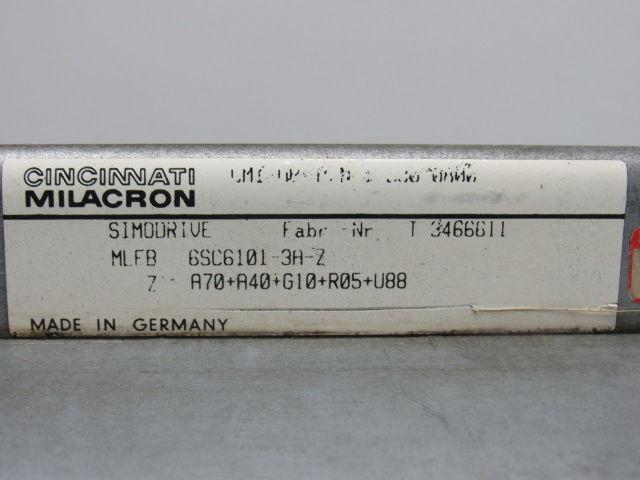 CINCINNATI
MILACRON
SIMODRIVE Fabr.-Nr. T 3466611
MLFB 6SC6101-3A-Z
Z- A70+A40+G10+R05+U88
MADE IN GERMANY